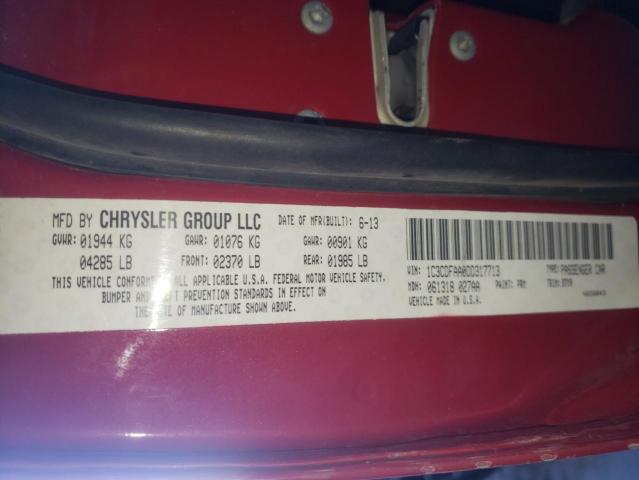 MFD BY CHRYSLER GROUP LLC DATE OF MFR(BUILT): 6-13
GVWR: 01944 KG GAWR: 01076 KG GAWR: 00901 KG
04285 LB FRONT: 02370 LB REAR: 01985 LB
THIS VEHICLE CONFORMS TO ALL APPLICABLE U.S.A. FEDERAL MOTOR VEHICLE SAFETY,
BUMPER AND THEFT PREVENTION STANDARDS IN EFFECT ON THE
DATE OF MANUFACTURE SHOWN ABOVE.
VIN: 1C3CDFAA0DD317713 TYPE: PASSENGER CAR
MDH: 061318 027AA PAINT: PRM TRIM:
MADE IN U.S.A.